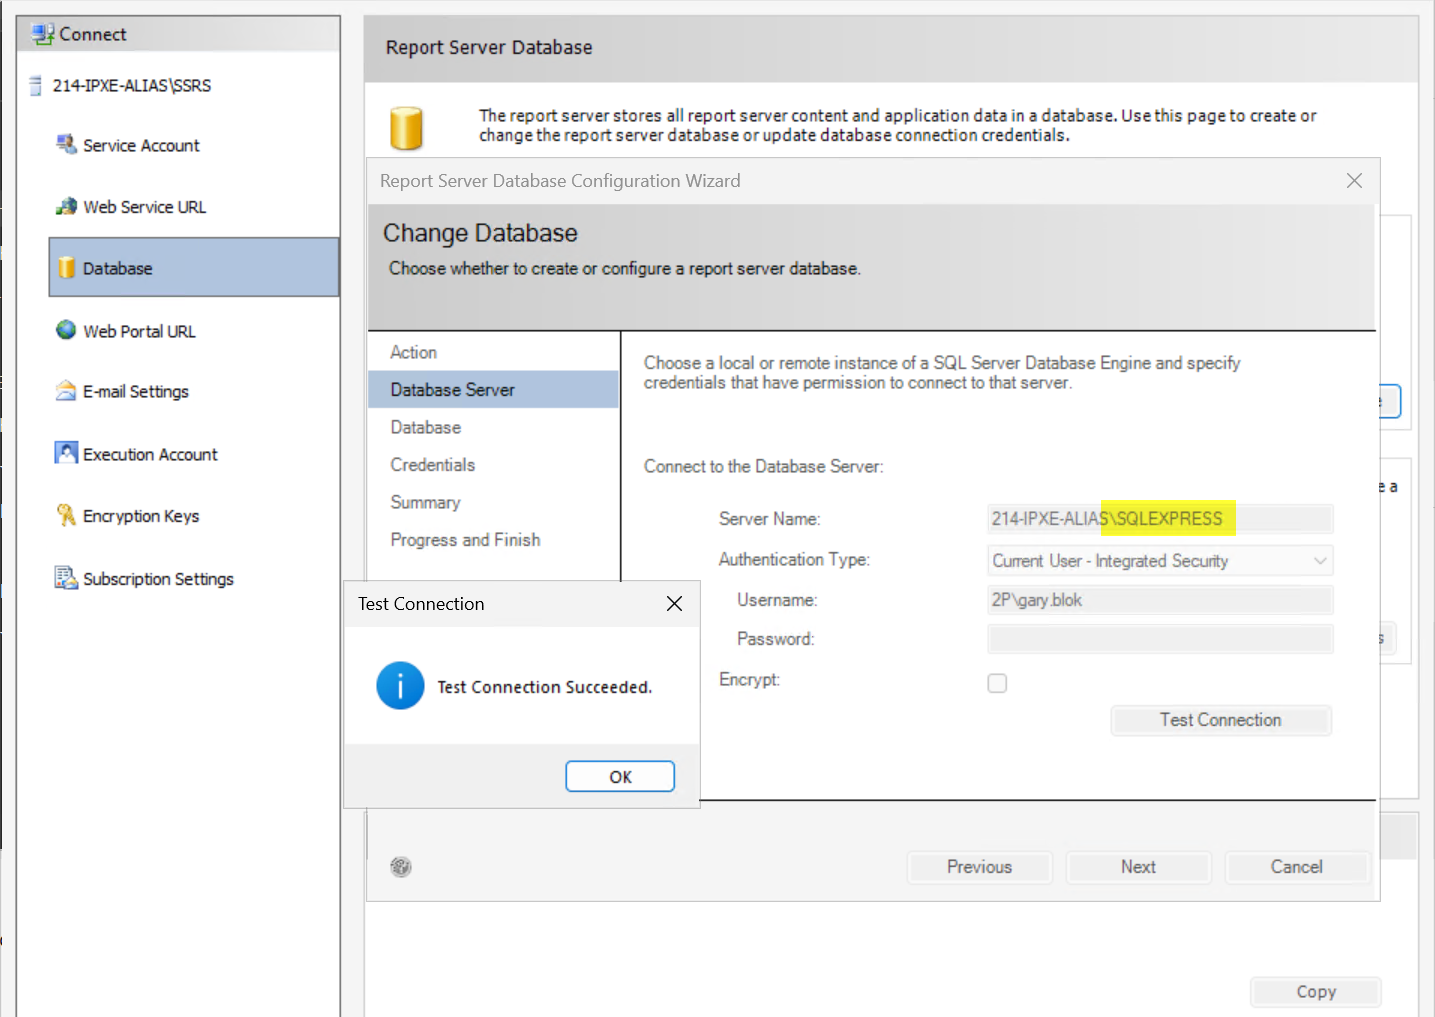 Connect
214-IPXE-ALIAS\SSRS
Service Account
Web Service URL
Database
Web Portal URL
E-mail Settings
Execution Account
Encryption Keys
Subscription Settings
Report Server Database
The report server stores all report server content and application data in a database. Use this page to create or
change the report server database or update database connection credentials.
Report Server Database Configuration Wizard
Change Database
Choose whether to create or configure a report server database.
Action
Database Server
Database
Credentials
Summary
Progress and Finish
Choose a local or remote instance of a SQL Server Database Engine and specify
credentials that have permission to connect to that server.
Connect to the Database Server:
Server Name: 214-IPXE-ALIAS\SQLEXPRESS
Authentication Type: Current User - Integrated Security
Username: 2P\gary.blok
Password:
Encrypt:
Test Connection
Test Connection
Test Connection Succeeded.
OK
Previous Next Cancel
e a
Copy